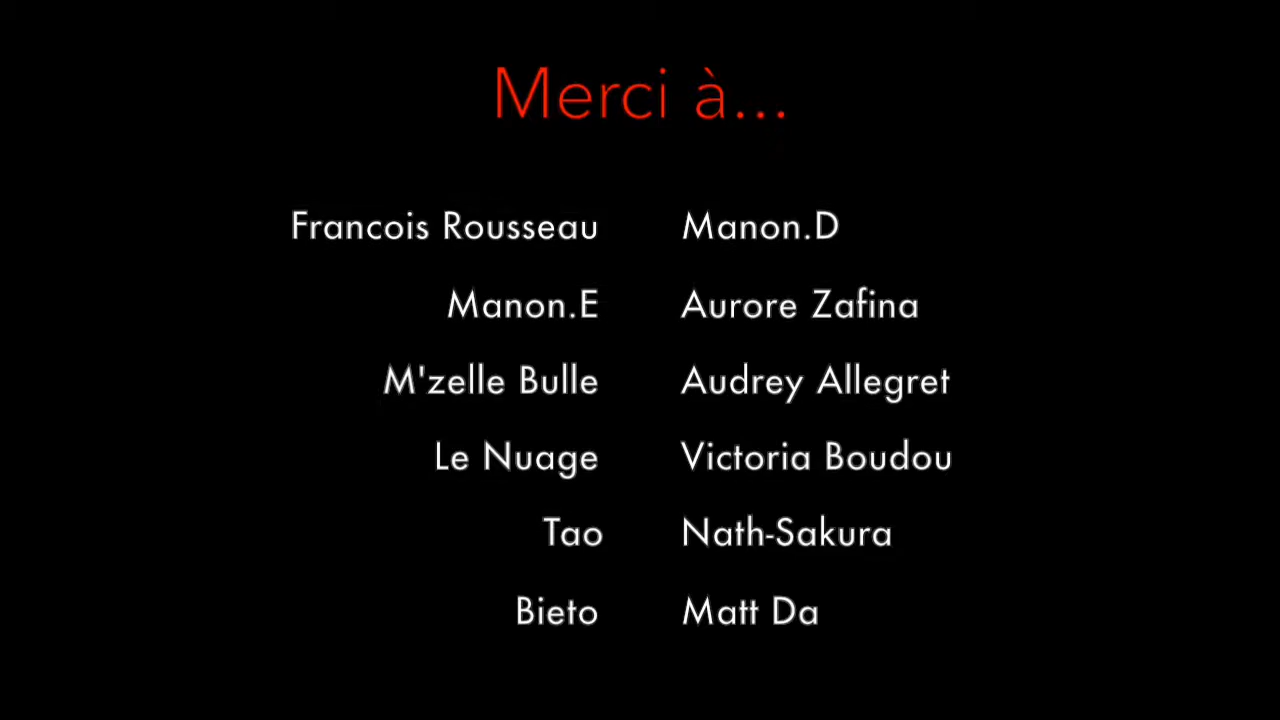 Merci à...
Francois Rousseau Manon.D
Manon.E Aurore Zafina
M'zelle Bulle Audrey Allegret
Le Nuage Victoria Boudou
Tao Nath-Sakura
Bieto Matt Da